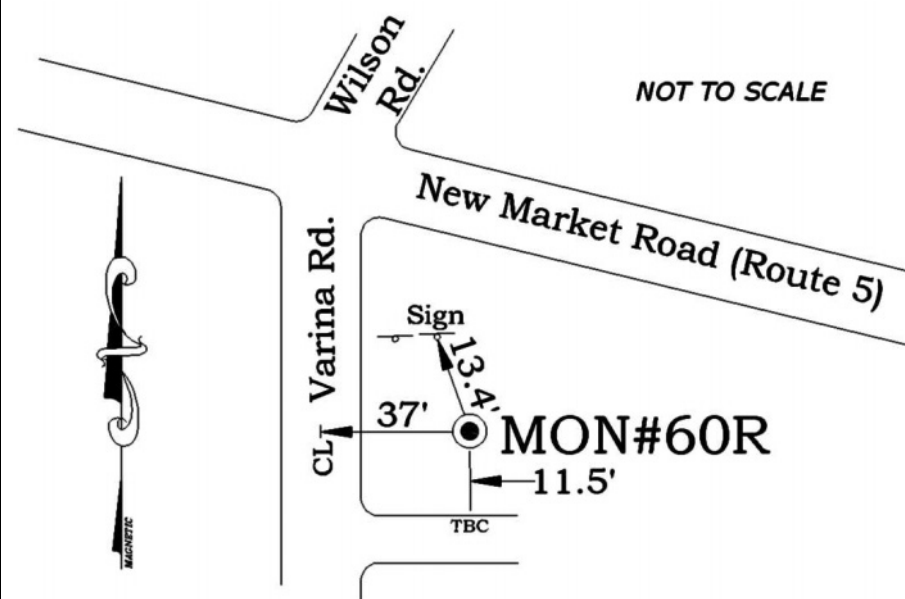 Wilson
Rd.
NOT TO SCALE
New Market Road (Route 5)
Varina Rd.
Sign
13.4'
37'
CL
MON#60R
11.5'
TBC
MAGNETIC